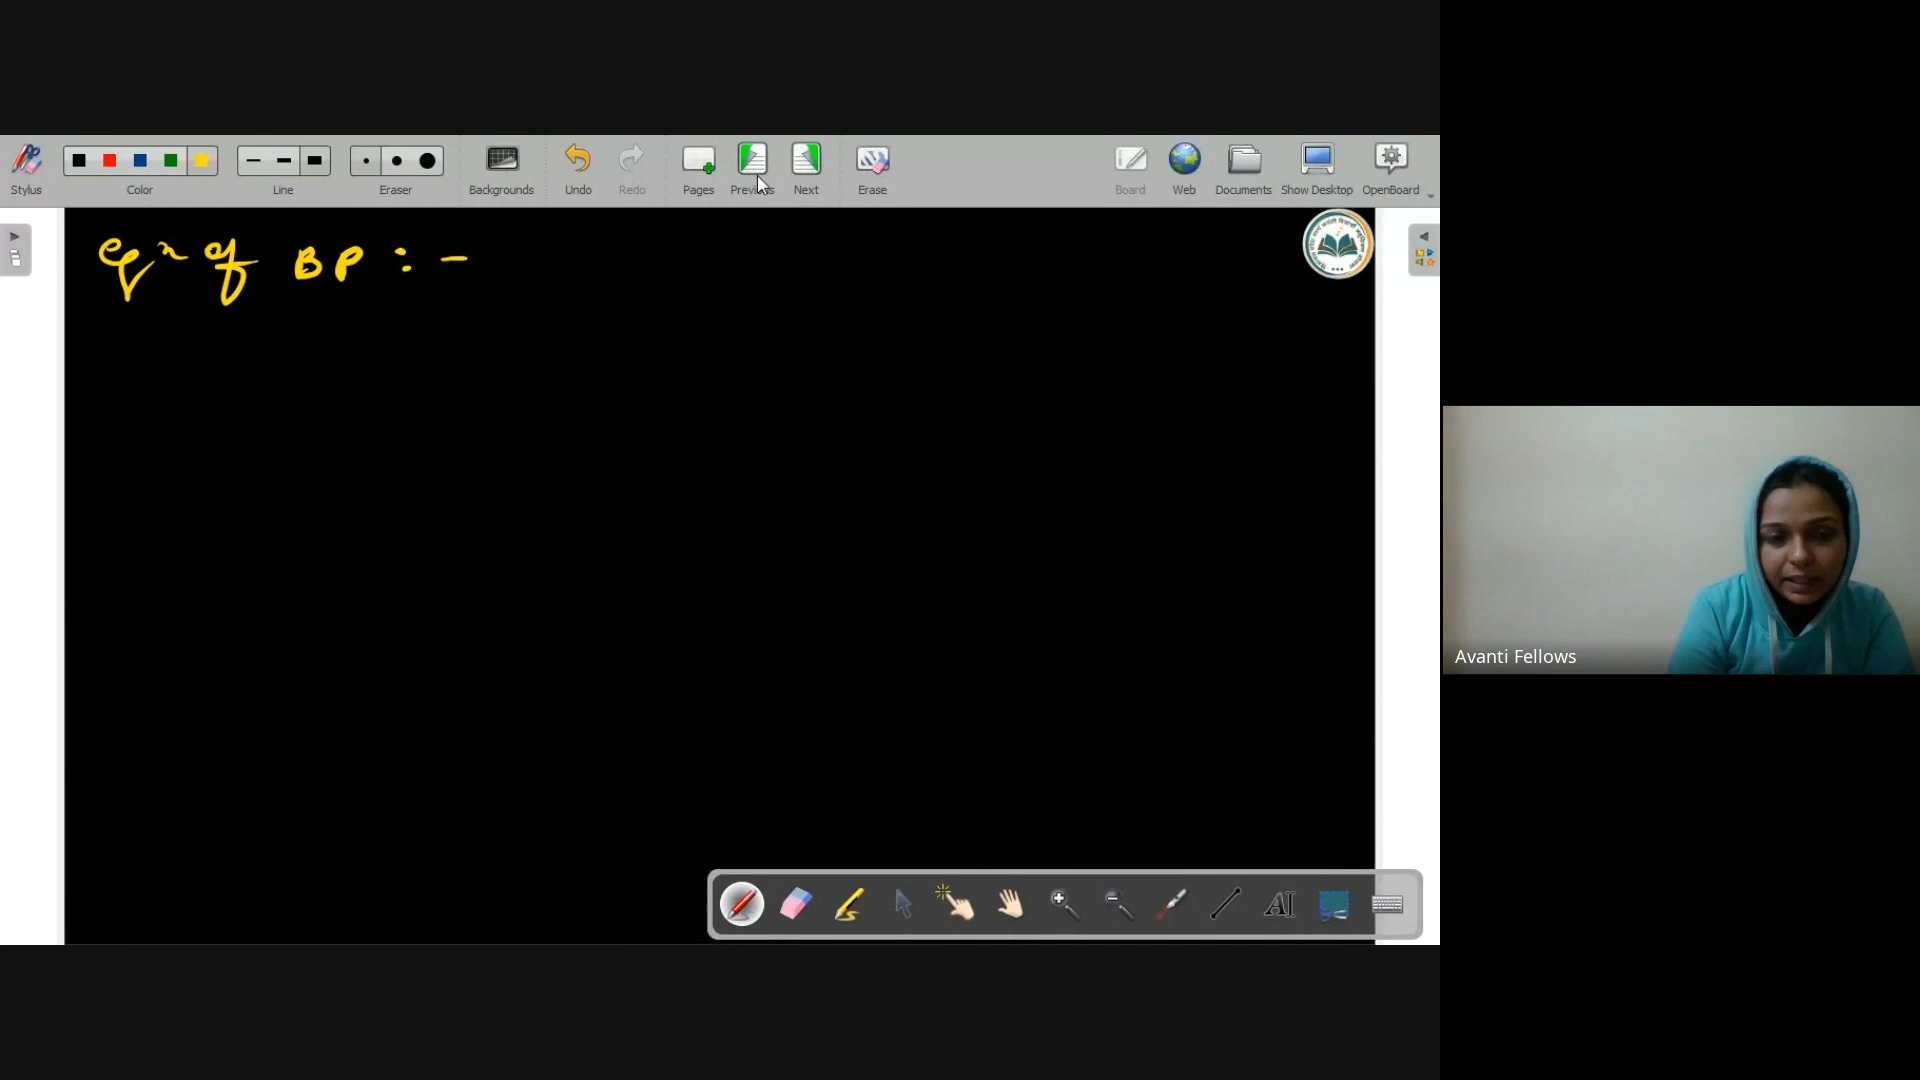 Stylus
Color
Line
Eraser
Backgrounds
Undo
Redo
Pages
Previous
Next
Erase
Board
Web
Documents
Show Desktop
OpenBoard
eqn of BP : -
AI
Avanti Fellows